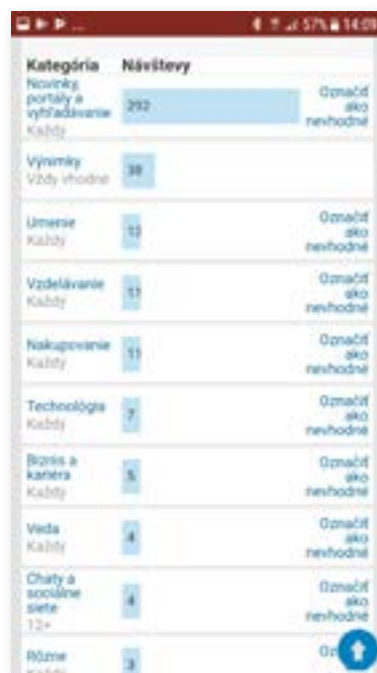 57% 14:09
Kategória Návštevy
Novinky,
portály a
vyhľadávanie
Každý
292
Označiť
ako
nevhodné
Výnimky
Vždy vhodné
38
Umenie
Každý
13
Označiť
ako
nevhodné
Vzdelávanie
Každý
11
Označiť
ako
nevhodné
Nakupovanie
Každý
11
Označiť
ako
nevhodné
Technológia
Každý
7
Označiť
ako
nevhodné
Biznis a
kariéra
Každý
5
Označiť
ako
nevhodné
Veda
Každý
4
Označiť
ako
nevhodné
Chaty a
sociálne
siete
12+
4
Označiť
ako
nevhodné
Rôzne
3